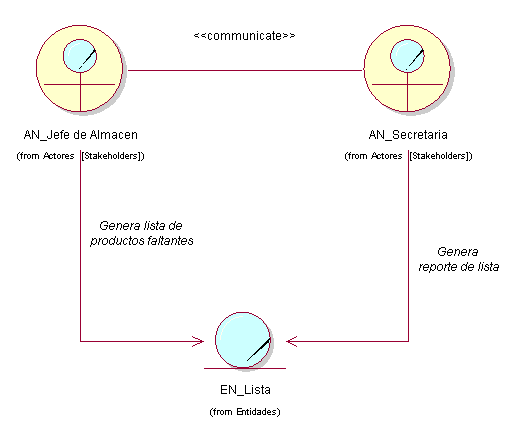 <<communicate>>
AN_Jefe de Almacen
(from Actores [Stakeholders])
AN_Secretaria
(from Actores [Stakeholders])
Genera lista de
productos faltantes
Genera
reporte de lista
EN_Lista
(from Entidades)